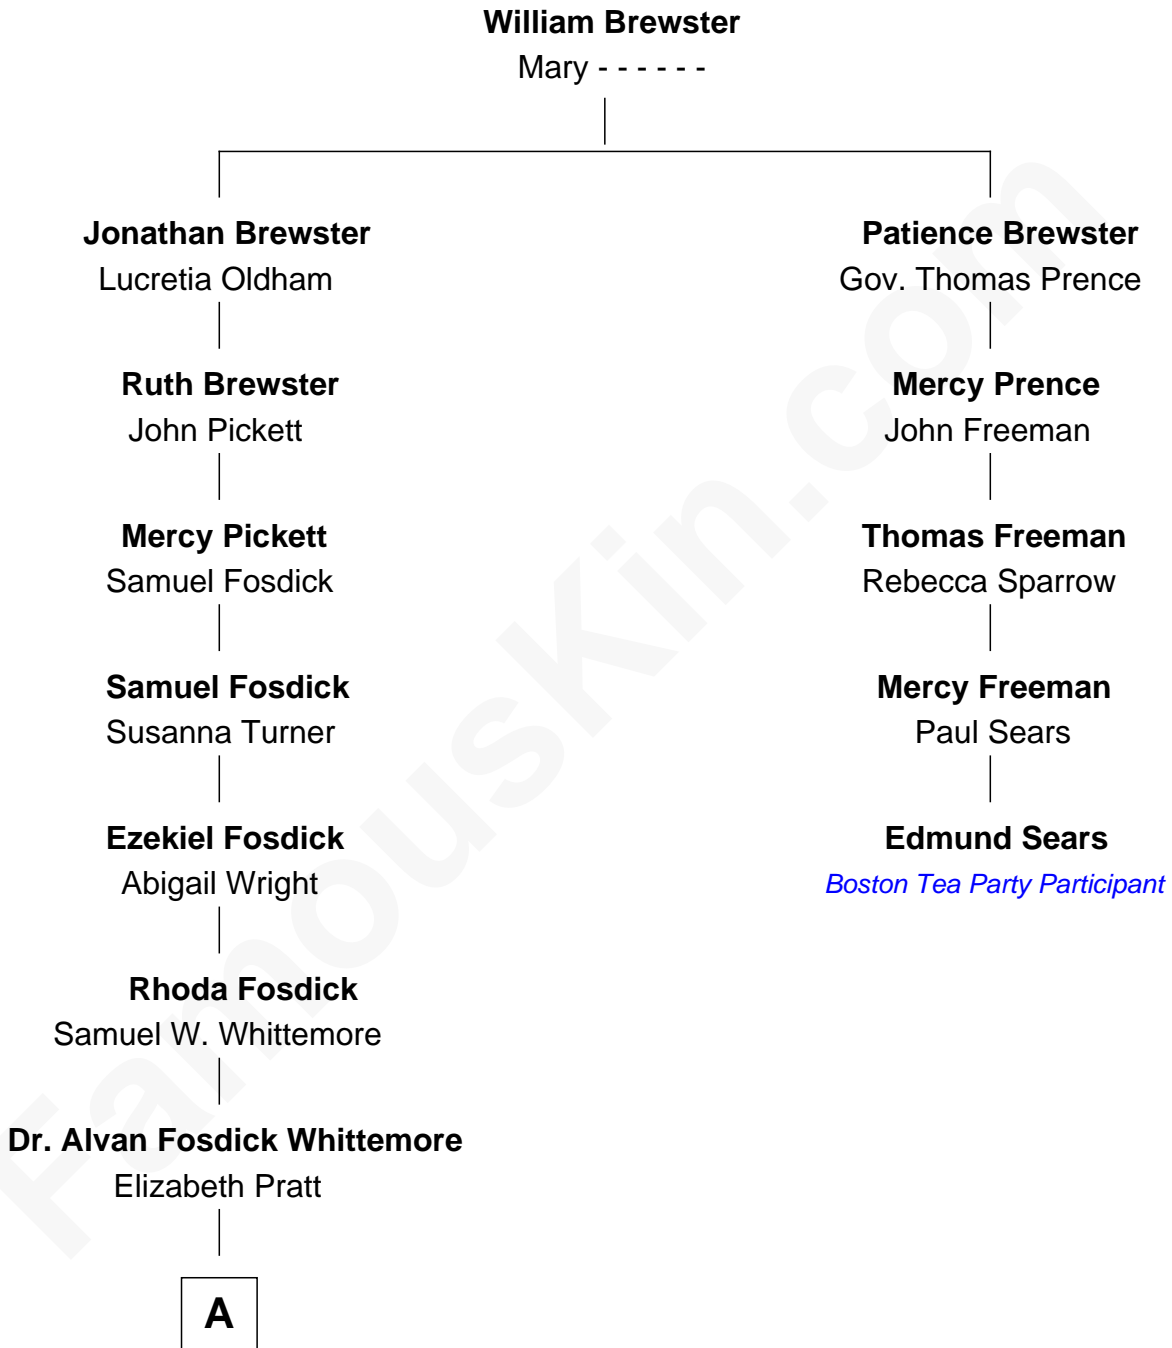 William Brewster
Mary - - - - - -
Jonathan Brewster
Lucretia Oldham
Patience Brewster
Gov. Thomas Prence
Ruth Brewster
John Pickett
Mercy Prence
John Freeman
Mercy Pickett
Samuel Fosdick
Thomas Freeman
Rebecca Sparrow
Samuel Fosdick
Susanna Turner
Mercy Freeman
Paul Sears
Ezekiel Fosdick
Abigail Wright
Edmund Sears
Boston Tea Party Participant
Rhoda Fosdick
Samuel W. Whittemore
Dr. Alvan Fosdick Whittemore
Elizabeth Pratt
A
FamousKin.com